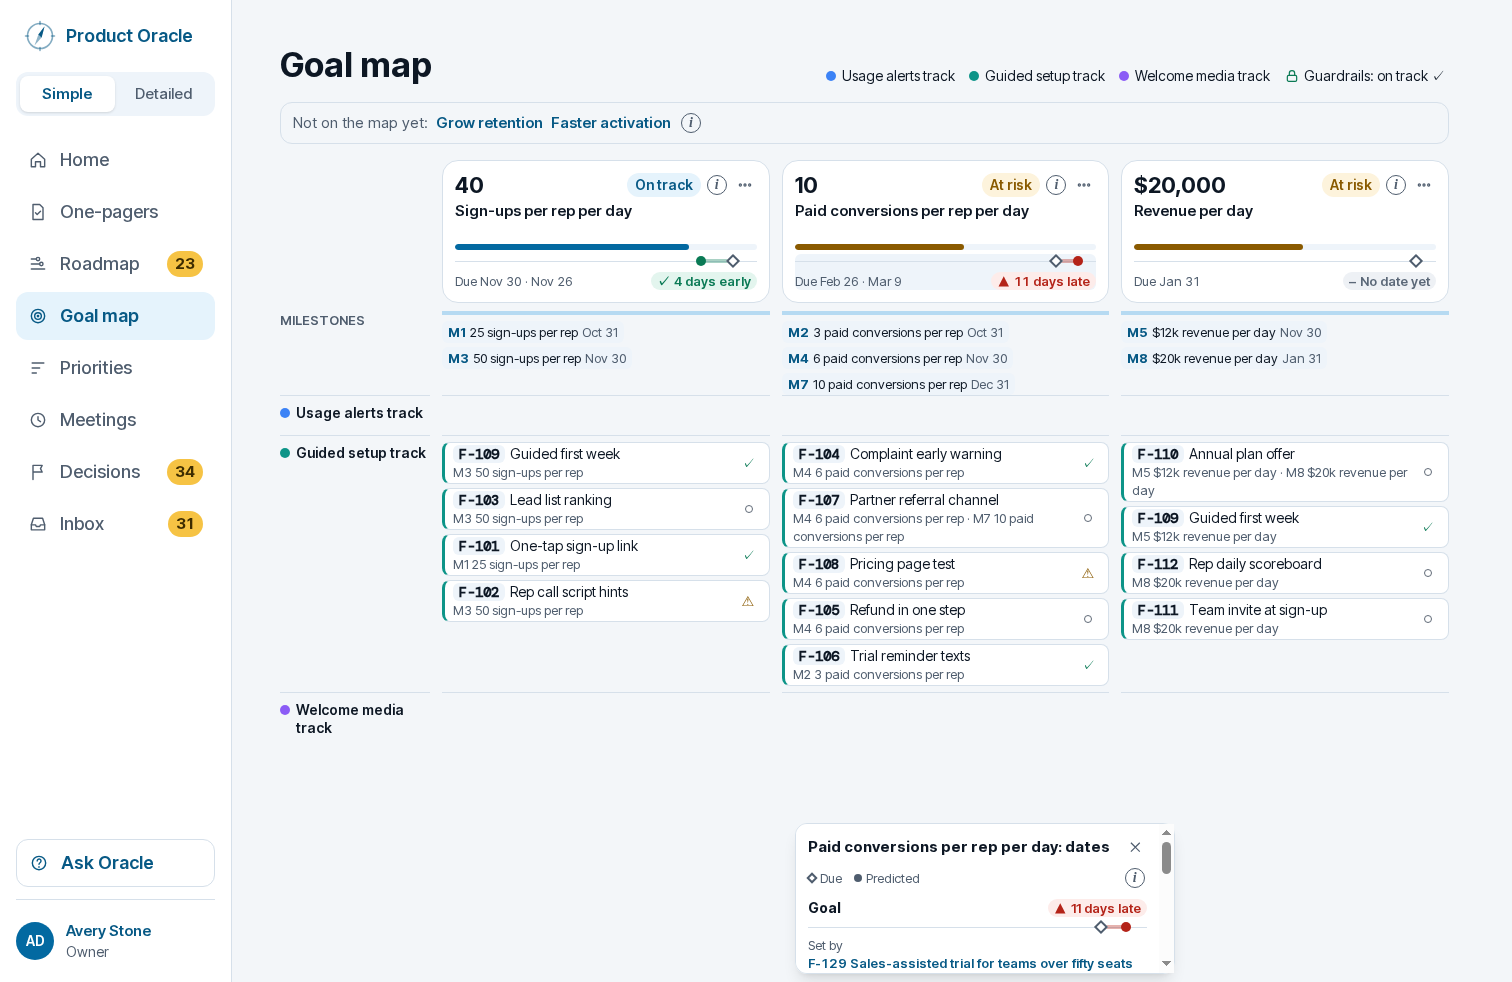 Product Oracle
Simple
Detailed
Home
One-pagers
Roadmap 23
Goal map
Priorities
Meetings
Decisions 34
Inbox 31
Ask Oracle
AD
Avery Stone
Owner
Goal map
Usage alerts track
Guided setup track
Welcome media track
Guardrails: on track ✓
Not on the map yet: Grow retention Faster activation i
40 On track i
Sign-ups per rep per day
Due Nov 30 · Nov 26 ✓ 4 days early
10 At risk i
Paid conversions per rep per day
Due Feb 26 · Mar 9 ▲ 11 days late
$20,000 At risk i
Revenue per day
Due Jan 31 – No date yet
MILESTONES
M1 25 sign-ups per rep Oct 31
M3 50 sign-ups per rep Nov 30
M2 3 paid conversions per rep Oct 31
M4 6 paid conversions per rep Nov 30
M7 10 paid conversions per rep Dec 31
M5 $12k revenue per day Nov 30
M8 $20k revenue per day Jan 31
Usage alerts track
Guided setup track
F-109 Guided first week
M3 50 sign-ups per rep
✓
F-103 Lead list ranking
M3 50 sign-ups per rep
F-101 One-tap sign-up link
M1 25 sign-ups per rep
✓
F-102 Rep call script hints
M3 50 sign-ups per rep
⚠
F-104 Complaint early warning
M4 6 paid conversions per rep
✓
F-107 Partner referral channel
M4 6 paid conversions per rep · M7 10 paid
conversions per rep
F-108 Pricing page test
M4 6 paid conversions per rep
⚠
F-105 Refund in one step
M4 6 paid conversions per rep
F-106 Trial reminder texts
M2 3 paid conversions per rep
✓
F-110 Annual plan offer
M5 $12k revenue per day · M8 $20k revenue per
day
F-109 Guided first week
M5 $12k revenue per day
✓
F-112 Rep daily scoreboard
M8 $20k revenue per day
F-111 Team invite at sign-up
M8 $20k revenue per day
Welcome media
track
Paid conversions per rep per day: dates
Due Predicted i
Goal ▲ 11 days late
Set by
F-129 Sales-assisted trial for teams over fifty seats